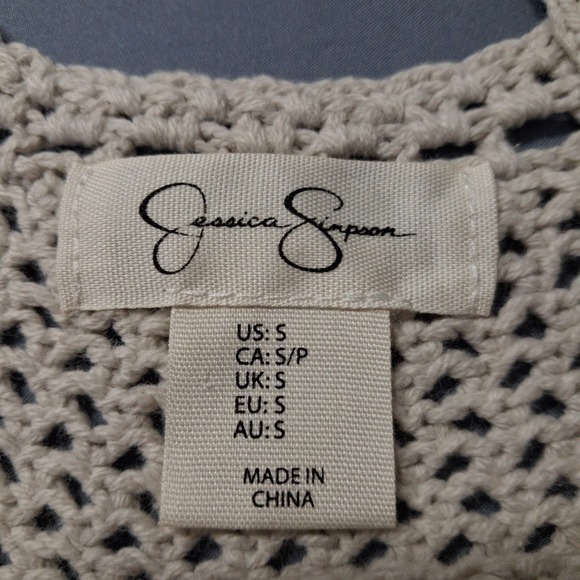 Jessica Simpson
US: S
CA: S/P
UK: S
EU: S
AU: S
MADE IN
CHINA